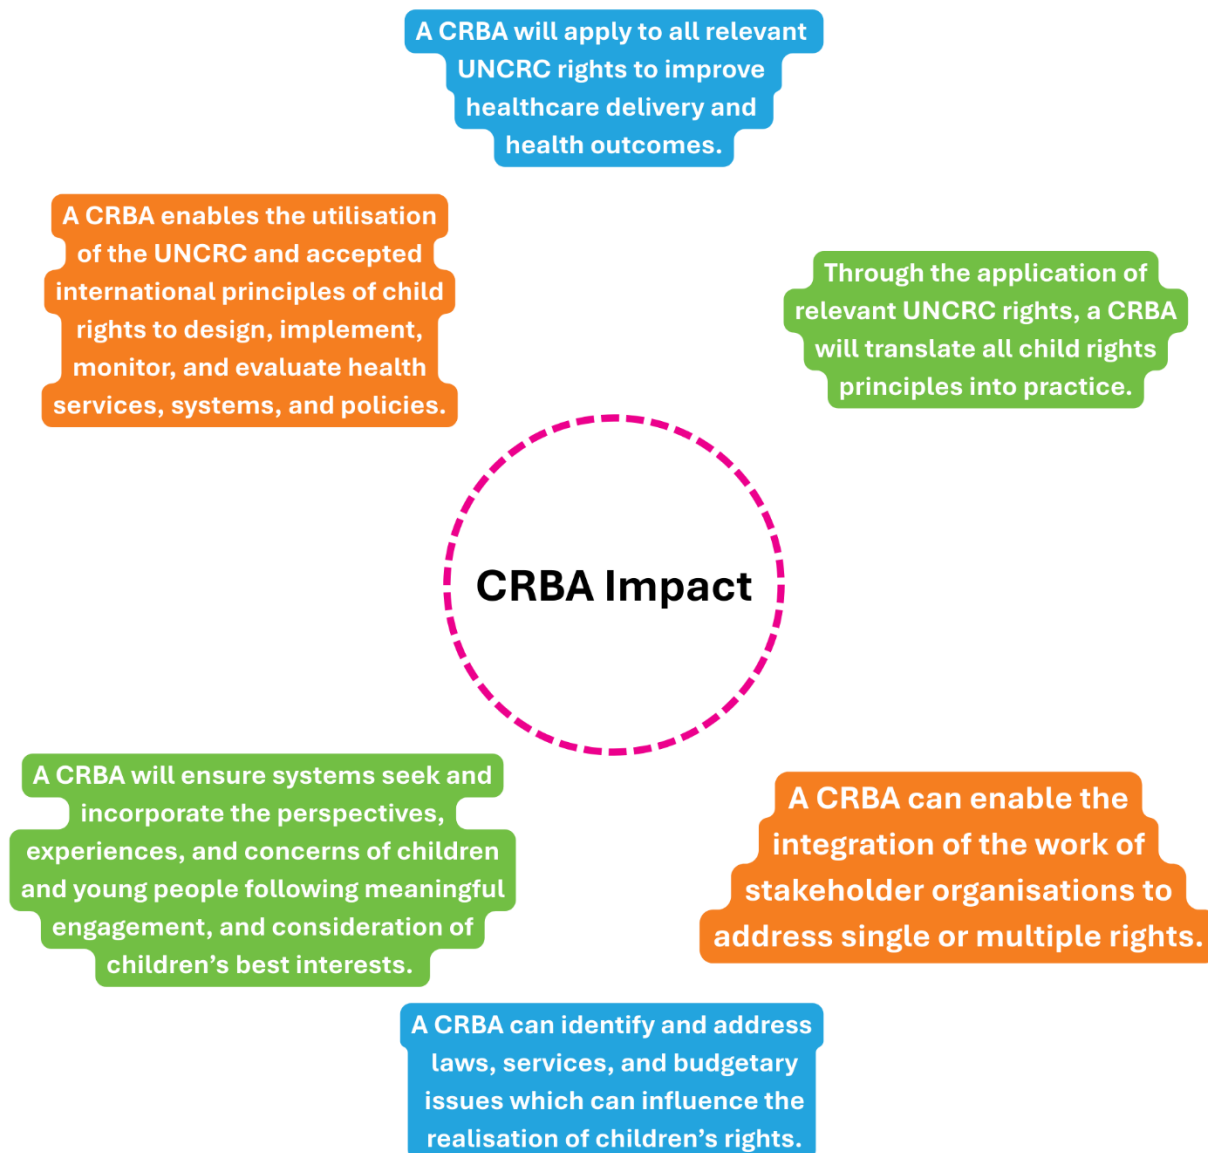 A CRBA will apply to all relevant
UNCRC rights to improve
healthcare delivery and
health outcomes.
A CRBA enables the utilisation
of the UNCRC and accepted
international principles of child
rights to design, implement,
monitor, and evaluate health
services, systems, and policies.
Through the application of
relevant UNCRC rights, a CRBA
will translate all child rights
principles into practice.
CRBA Impact
A CRBA will ensure systems seek and
incorporate the perspectives,
experiences, and concerns of children
and young people following meaningful
engagement, and consideration of
children’s best interests.
A CRBA can enable the
integration of the work of
stakeholder organisations to
address single or multiple rights.
A CRBA can identify and address
laws, services, and budgetary
issues which can influence the
realisation of children’s rights.